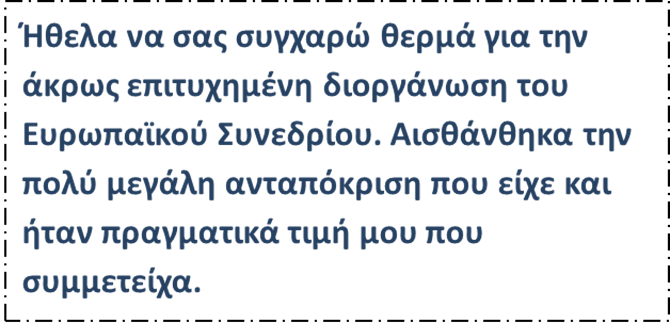 Ήθελα να σας συγχαρώ θερμά για την
άκρως επιτυχημένη διοργάνωση του
Ευρωπαϊκού Συνεδρίου. Αισθάνθηκα την
πολύ μεγάλη ανταπόκριση που είχε και
ήταν πραγματικά τιμή μου που
συμμετείχα.